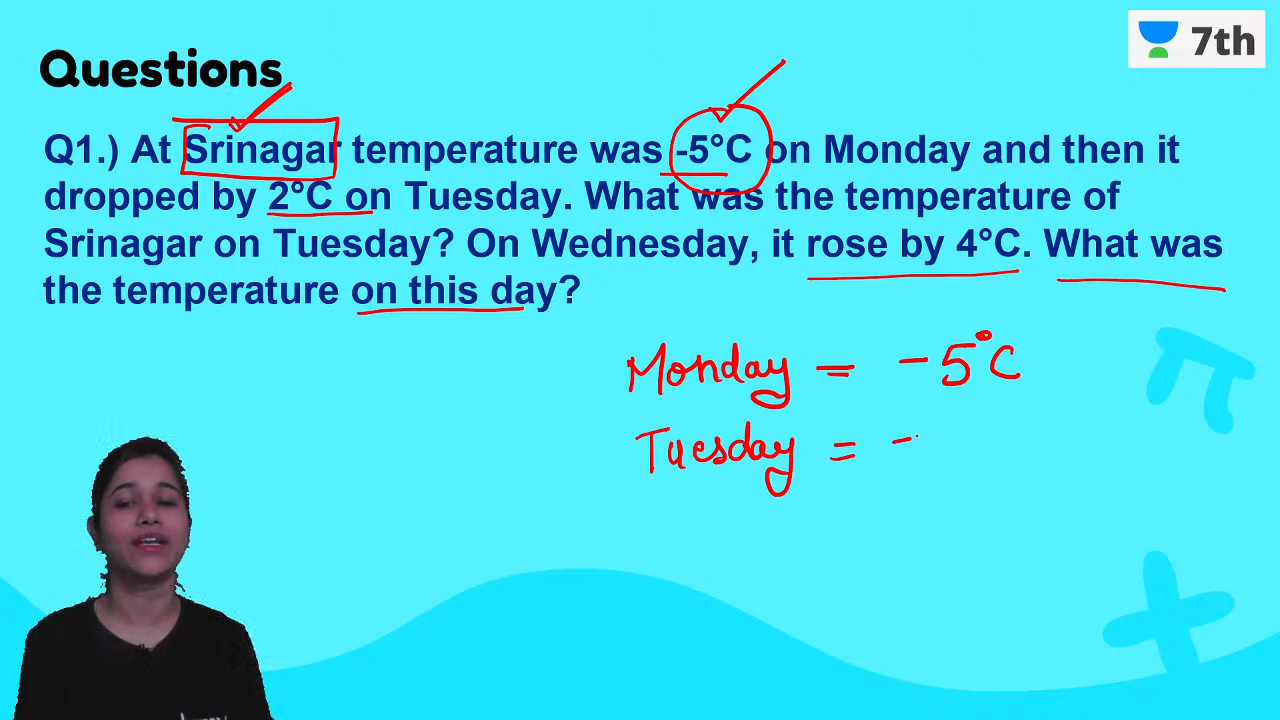 7th
Questions
Q1.) At Srinagar temperature was -5°C on Monday and then it
dropped by 2°C on Tuesday. What was the temperature of
Srinagar on Tuesday? On Wednesday, it rose by 4°C. What was
the temperature on this day?
Monday = -5°C
Tuesday = -